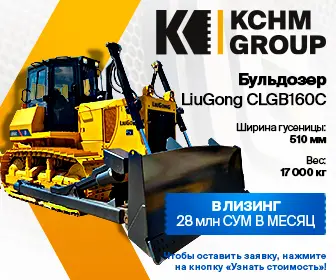 KCHM
GROUP
Бульдозер
LiuGong CLGB160C
Ширина гусеницы:
510 мм
Вес:
17 000 кг
LiuGong
В ЛИЗИНГ
28 млн СУМ В МЕСЯЦ
Чтобы оставить заявку, нажмите
на кнопку «Узнать стоимость»!